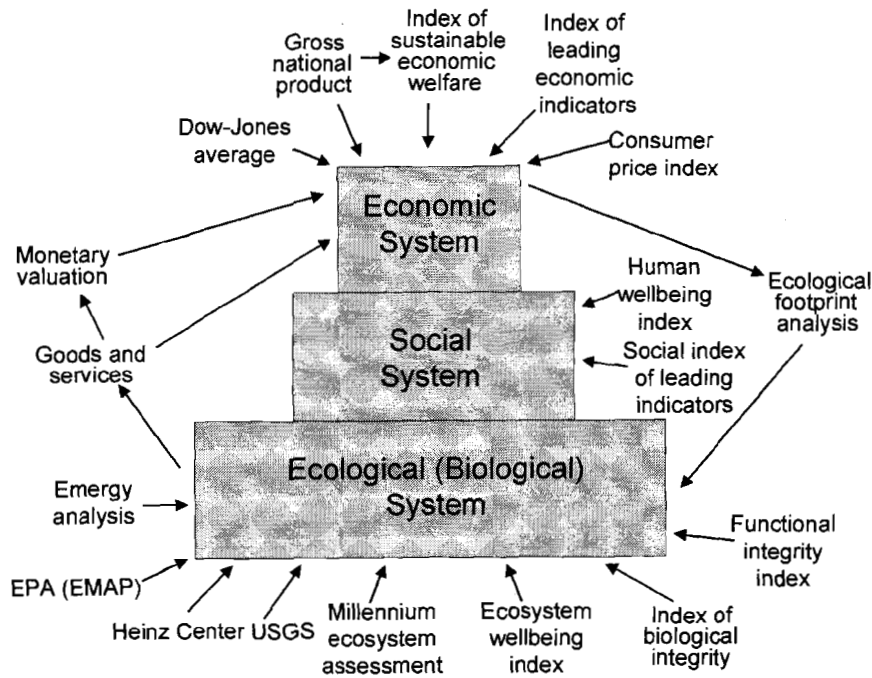 Gross
national
product
Index of
sustainable
economic
welfare
Index of
leading
economic
indicators
Dow-Jones
average
Consumer
price index
Economic
System
Monetary
valuation
Human
wellbeing
index
Ecological
footprint
analysis
Goods and
services
Social
System
Social index
of leading
indicators
Ecological (Biological)
System
Emergy
analysis
Functional
integrity
index
EPA (EMAP)
Heinz Center
USGS
Millennium
ecosystem
assessment
Ecosystem
wellbeing
index
Index of
biological
integrity